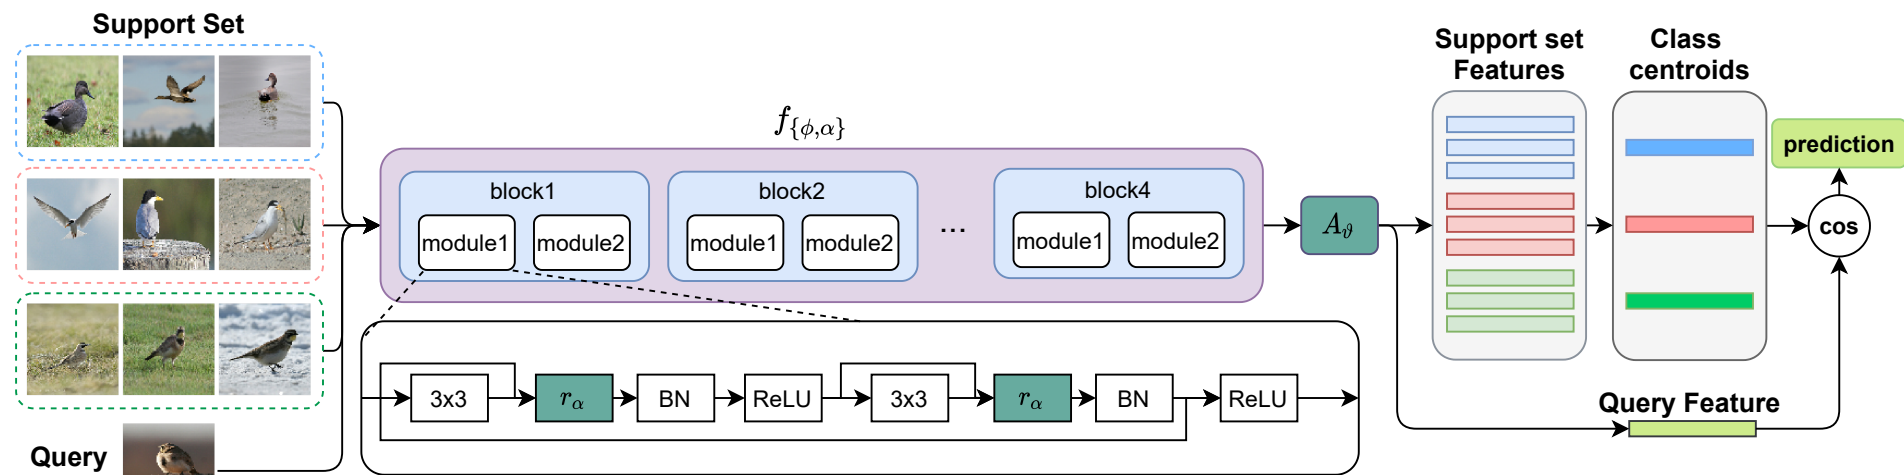 Support Set
Query
f{ϕ,α}
block1
module1
module2
block2
module1
module2
...
block4
module1
module2
3x3
rα
BN
ReLU
3x3
rα
BN
ReLU
Aϑ
Support set
Features
Class
centroids
Query Feature
cos
prediction